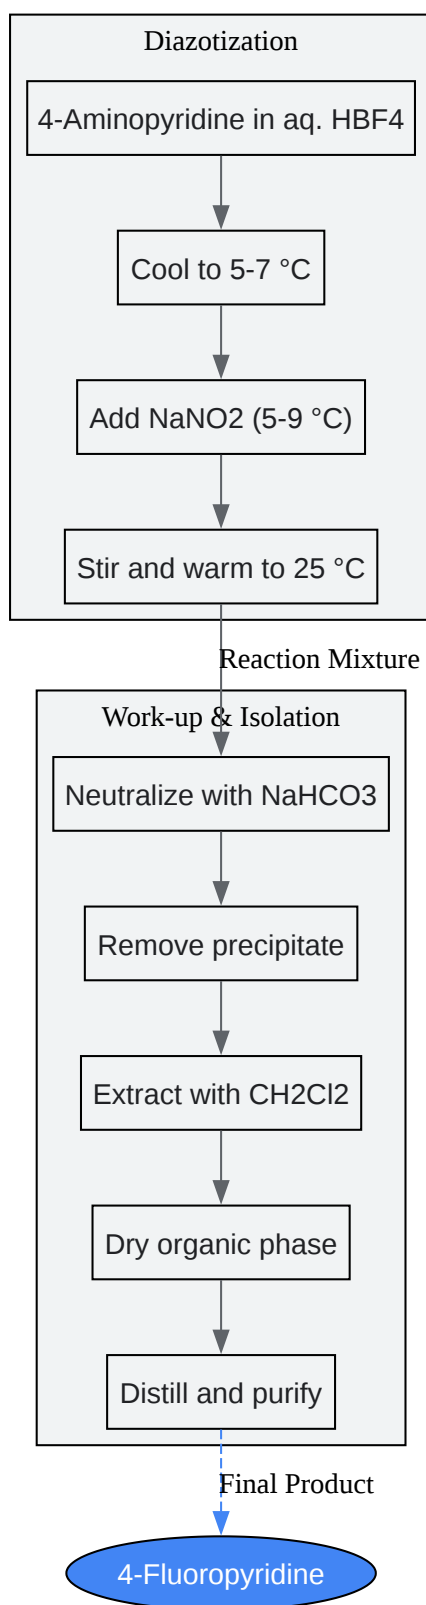 Diazotization
4-Aminopyridine in aq. HBF4
Cool to 5-7 °C
Add NaNO2 (5-9 °C)
Stir and warm to 25 °C
Reaction Mixture
Work-up & Isolation
Neutralize with NaHCO3
Remove precipitate
Extract with CH2Cl2
Dry organic phase
Distill and purify
Final Product
4-Fluoropyridine